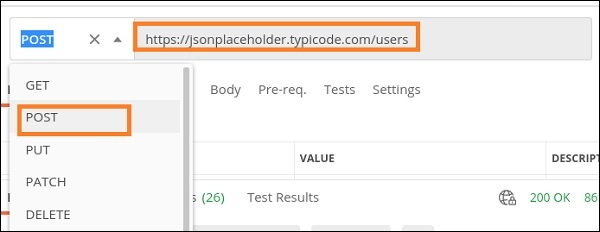 POST https://jsonplaceholder.typicode.com/users
GET
Body Pre-req. Tests Settings
POST
PUT
VALUE DESCRIPT
PATCH
(26) Test Results 200 OK 86
DELETE